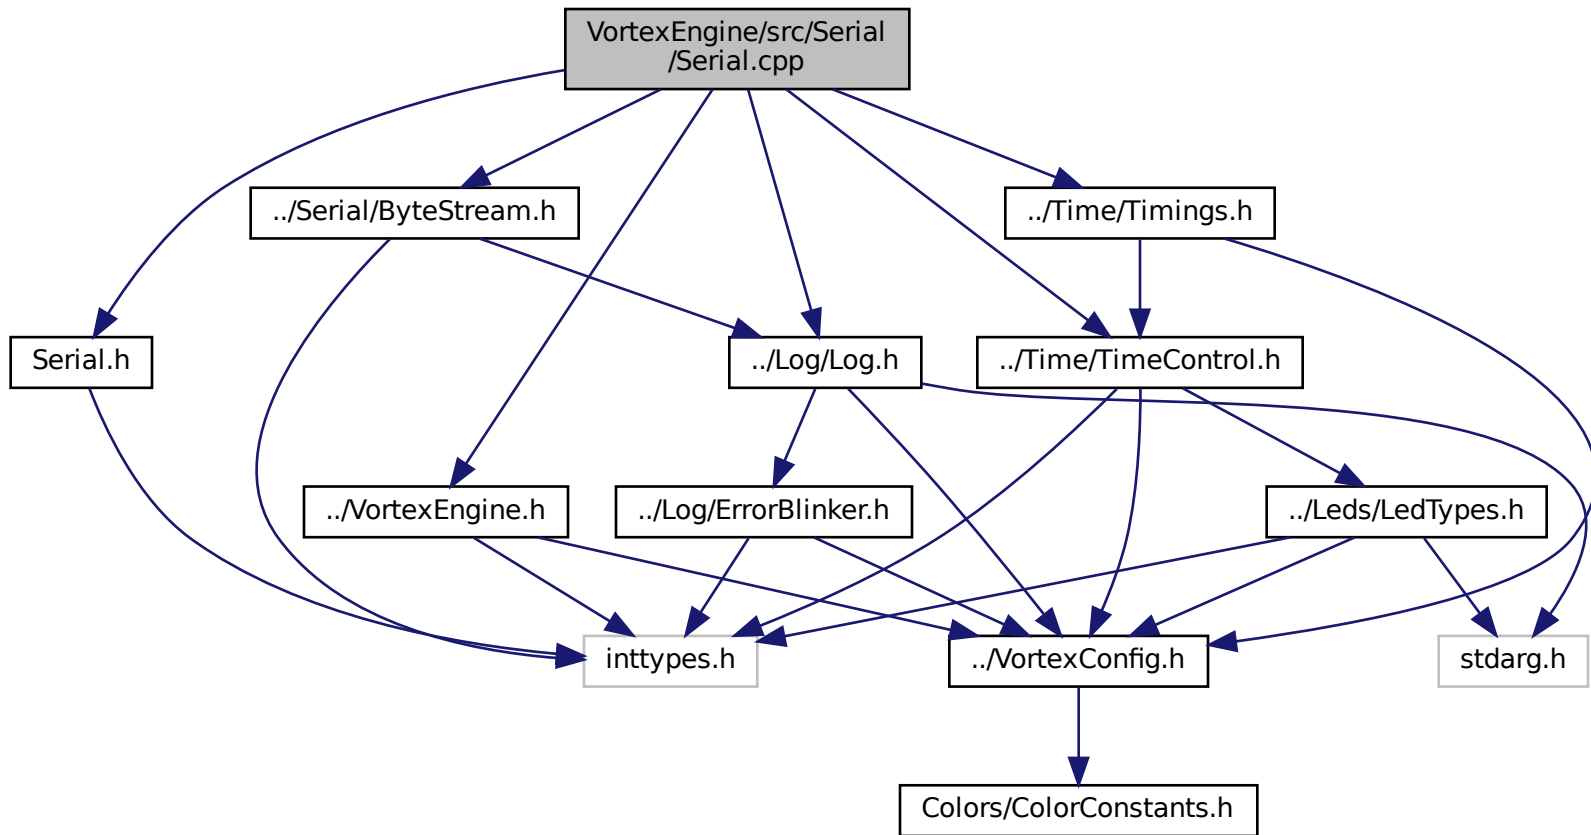 VortexEngine/src/Serial
/Serial.cpp
../Serial/ByteStream.h
../Time/Timings.h
Serial.h
../Log/Log.h
../Time/TimeControl.h
../VortexEngine.h
../Log/ErrorBlinker.h
../Leds/LedTypes.h
inttypes.h
../VortexConfig.h
stdarg.h
Colors/ColorConstants.h